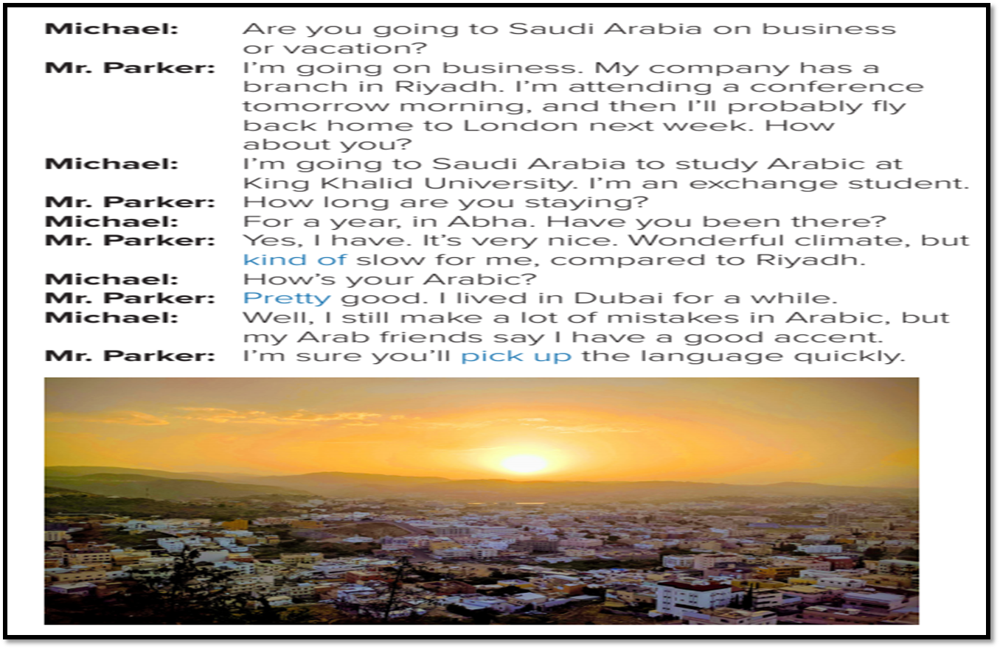 Michael: Are you going to Saudi Arabia on business
or vacation?
Mr. Parker: I'm going on business. My company has a
branch in Riyadh. I'm attending a conference
tomorrow morning, and then I'll probably fly
back home to London next week. How
about you?
Michael: I'm going to Saudi Arabia to study Arabic at
King Khalid University. I'm an exchange student.
Mr. Parker: How long are you staying?
Michael: For a year, in Abha. Have you been there?
Mr. Parker: Yes, I have. It's very nice. Wonderful climate, but
kind of slow for me, compared to Riyadh.
Michael: How's your Arabic?
Mr. Parker: Pretty good. I lived in Dubai for a while.
Michael: Well, I still make a lot of mistakes in Arabic, but
my Arab friends say I have a good accent.
Mr. Parker: I'm sure you'll pick up the language quickly.